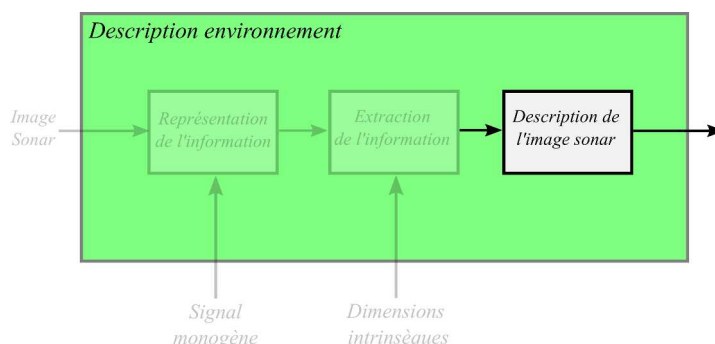 Description environnement
Image
Sonar
Représentation
de l'information
Extraction
de l'information
Description de
l'image sonar
Signal
monogène
Dimensions
intrinsèques